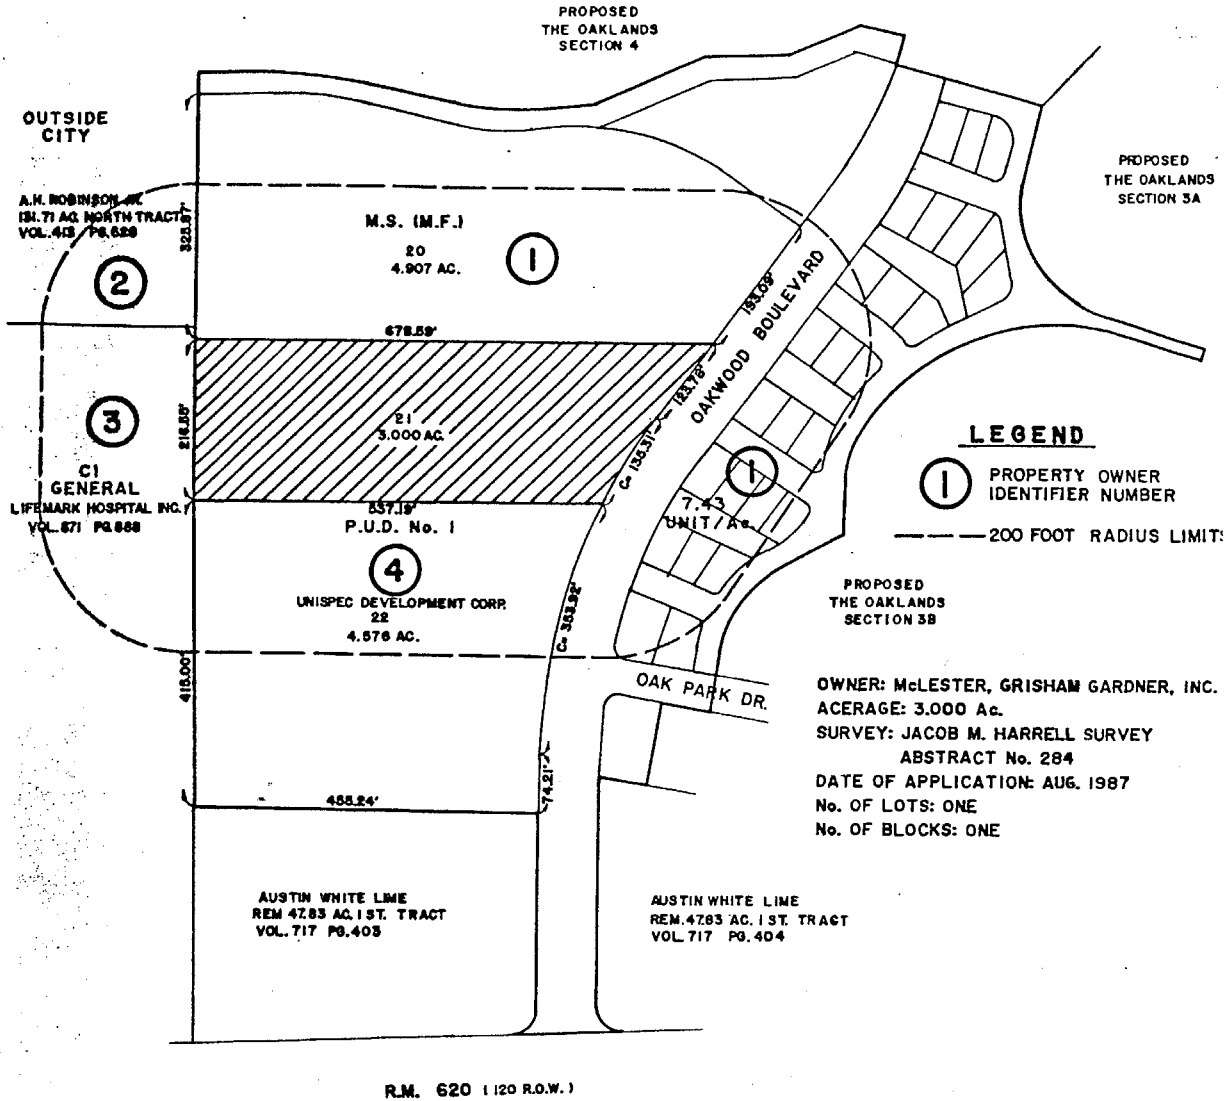 PROPOSED
THE OAKLANDS
SECTION 4
OUTSIDE
CITY
PROPOSED
THE OAKLANDS
SECTION 3A
A.H. ROBINSON JR.
131.71 AC. NORTH TRACT
VOL. 413 PG.
325.87'
M.S. (M.F.)
20
4.907 AC.
1
2
193.09'
OAKWOOD BOULEVARD
678.59'
123.78'
3
21
3.000 AC.
C= 135.31'
C1
GENERAL
LIFEMARK HOSPITAL INC.
VOL. 871 PG.
537.19'
P.U.D. No. 1
4
UNISPEC DEVELOPMENT CORP.
22
4.576 AC.
1
7.43
UNIT/Ac.
LEGEND
1 PROPERTY OWNER
IDENTIFIER NUMBER
200 FOOT RADIUS LIMITS
PROPOSED
THE OAKLANDS
SECTION 3B
C= 353.92'
415.00'
OAK PARK DR.
OWNER: McLESTER, GRISHAM GARDNER, INC.
ACERAGE: 3.000 Ac.
SURVEY: JACOB M. HARRELL SURVEY
ABSTRACT No. 284
DATE OF APPLICATION: AUG. 1987
No. OF LOTS: ONE
No. OF BLOCKS: ONE
74.21'
455.24'
AUSTIN WHITE LIME
REM 47.83 AC. 1 ST. TRACT
VOL. 717 PG. 403
AUSTIN WHITE LIME
REM. 47.83 AC. 1 ST. TRACT
VOL. 717 PG. 404
R.M. 620 (120 R.O.W.)